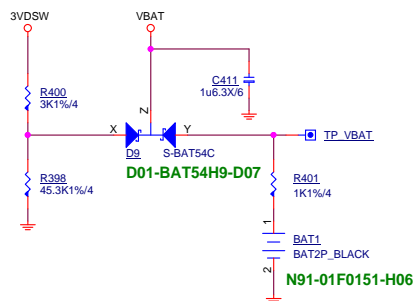 3VDSW
VBAT
R400
3K1%/4
C411
1u6.3X/6
X
Z
Y
TP_VBAT
D9
S-BAT54C
D01-BAT54H9-D07
R398
45.3K1%/4
R401
1K1%/4
1
BAT1
BAT2P_BLACK
2
N91-01F0151-H06